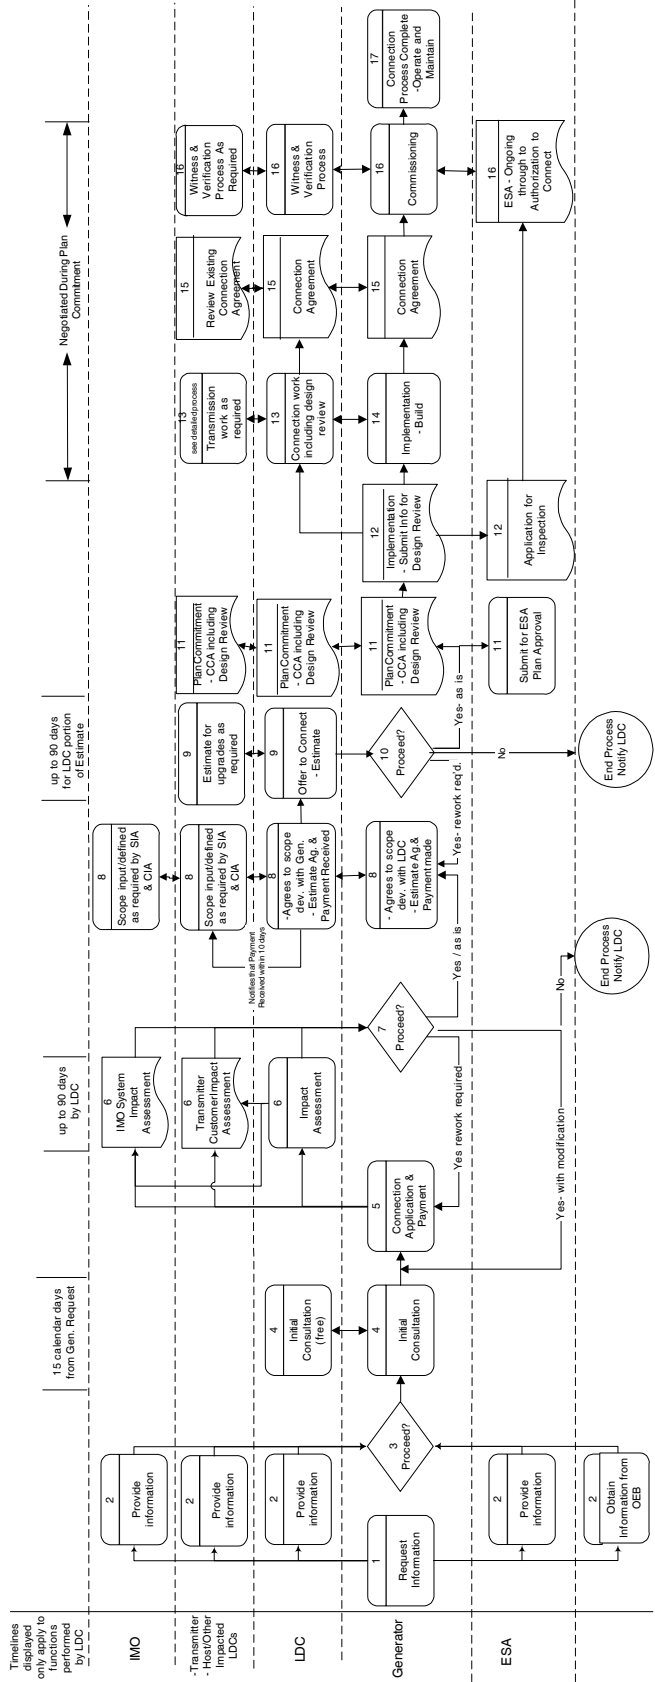 Timelines
displayed
only apply to
functions
performed
by LDC
15 calendar days
from Gen. Request
up to 90 days
by LDC
up to 90 days
for LDC portion
of Estimate
Negotiated During Plan
Commitment
IMO
2
Provide
information
6
IMO System
Impact
Assessment
8
Scope input/defined
as required by SIA
& CIA
-Transmitter
- Host/Other
Impacted
LDCs
2
Provide
information
6
Transmitter
Customer Impact
Assessment
8
Scope input/defined
as required by SIA
& CIA
9
Estimate for
upgrades as
required
11
Plan Commitment
- CCA including
Design Review
13
see detailed process
Transmission
work as
required
15
Review Existing
Connection
Agreement
16
Witness &
Verification
Process As
Required
Notifies that Payment
Received within 10 days
LDC
2
Provide
information
4
Initial
Consultation
(free)
6
Impact
Assessment
8
-Agrees to scope
dev. with Gen.
- Estimate Ag. &
Payment Received
9
Offer to Connect
- Estimate
11
Plan Commitment
- CCA including
Design Review
13
Connection work
including design
review
15
Connection
Agreement
16
Witness &
Verification
Process
Generator
1
Request
Information
3
Proceed?
4
Initial
Consultation
5
Connection
Application &
Payment
7
Proceed?
8
- Agrees to scope
dev. with LDC
- Estimate Ag.&
Payment made
10
Proceed?
11
Plan Commitment
- CCA including
Design Review
12
Implementation
- Submit Info for
Design Review
14
Implementation
- Build
15
Connection
Agreement
16
Commissioning
17
Connection
Process Complete
-Operate and
Maintain
Yes rework required
Yes / as is
Yes- rework req'd.
Yes- as is
ESA
2
Provide
information
11
Submit for ESA
Plan Approval
12
Application for
Inspection
16
ESA - Ongoing
through to
Authorization to
Connect
Yes- with modification
No
No
2
Obtain
Information from
OEB
End Process
Notify LDC
End Process
Notify LDC